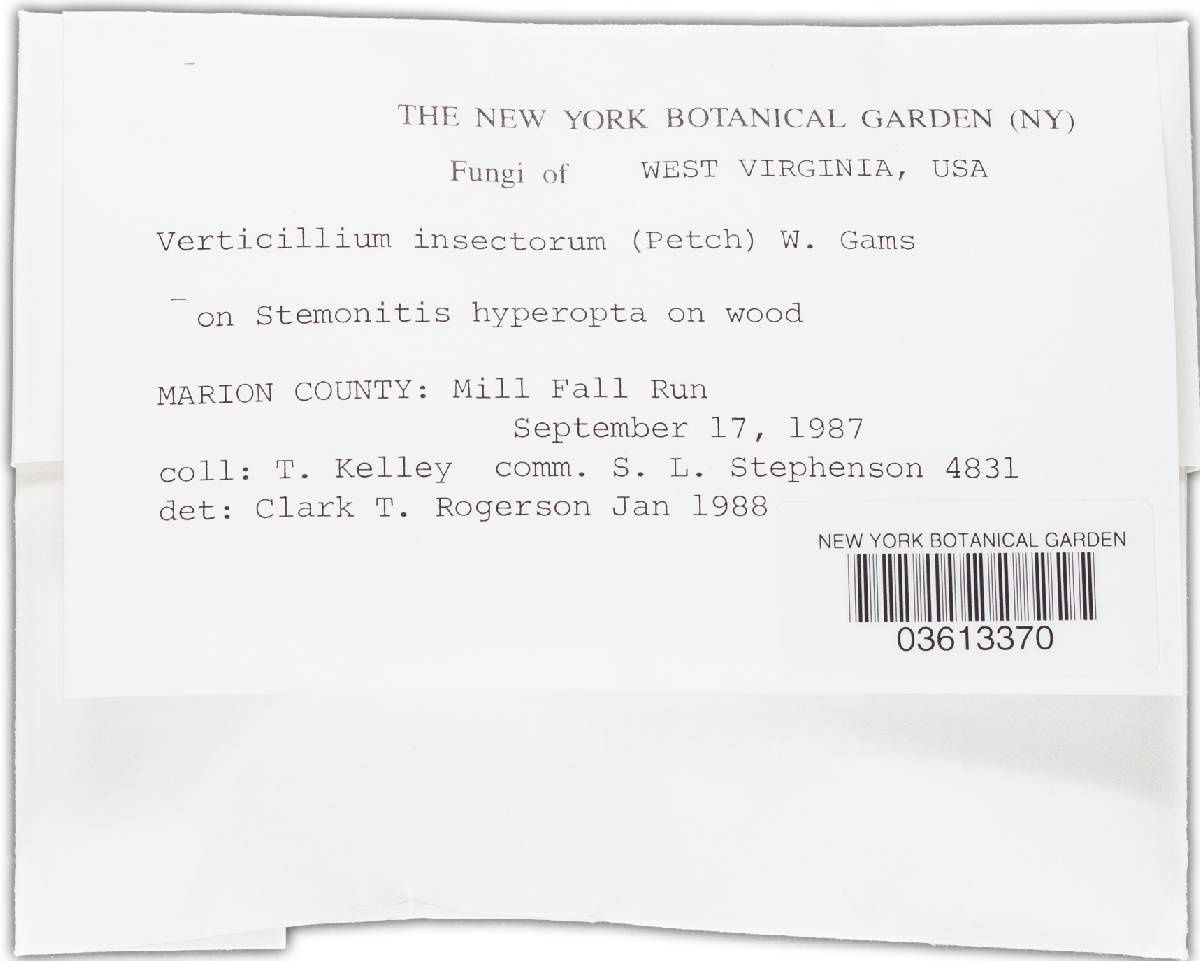 THE NEW YORK BOTANICAL GARDEN (NY)
Fungi of WEST VIRGINIA, USA
Verticillium insectorum (Petch) W. Gams
on Stemonitis hyperopta on wood
MARION COUNTY: Mill Fall Run
September 17, 1987
coll: T. Kelley comm. S. L. Stephenson 4831
det: Clark T. Rogerson Jan 1988
NEW YORK BOTANICAL GARDEN
03613370